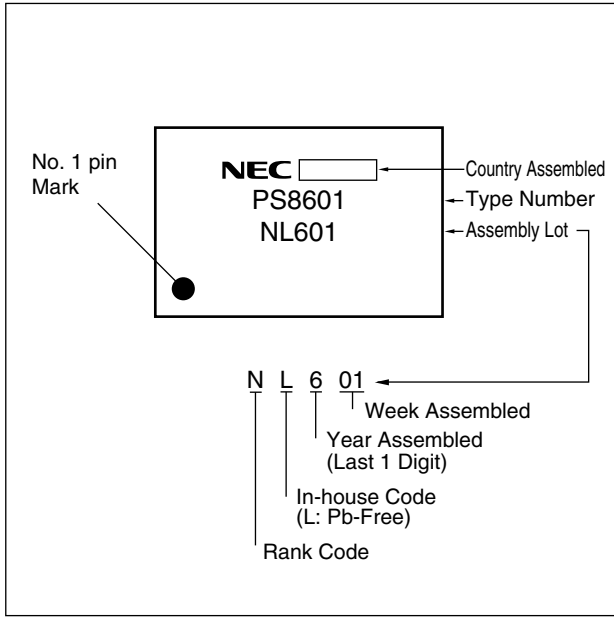 No. 1 pin
Mark
NEC
PS8601
NL601
Country Assembled
Type Number
Assembly Lot
N L 6 01
Week Assembled
Year Assembled
(Last 1 Digit)
In-house Code
(L: Pb-Free)
Rank Code